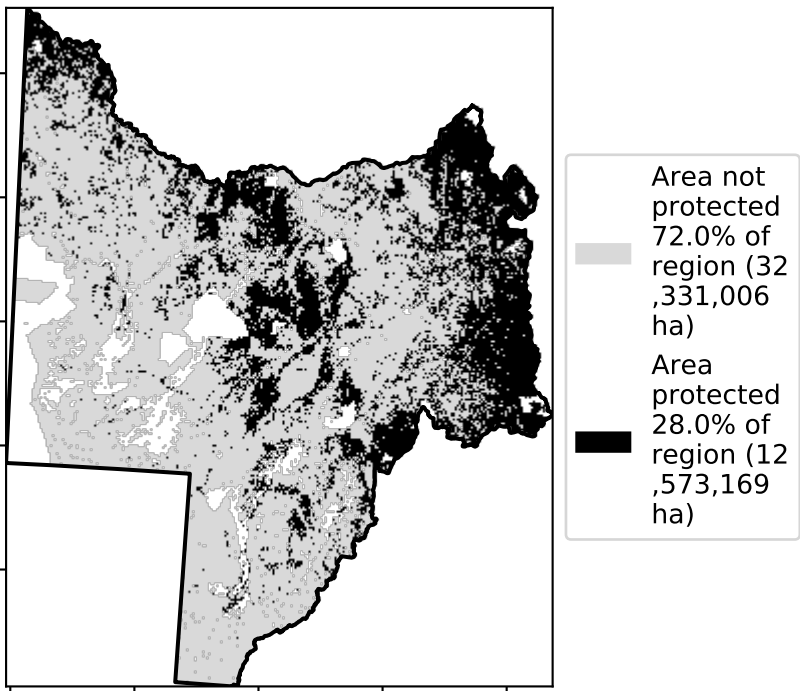 Area not
protected
72.0% of
region (32
,331,006
ha)
Area
protected
28.0% of
region (12
,573,169
ha)